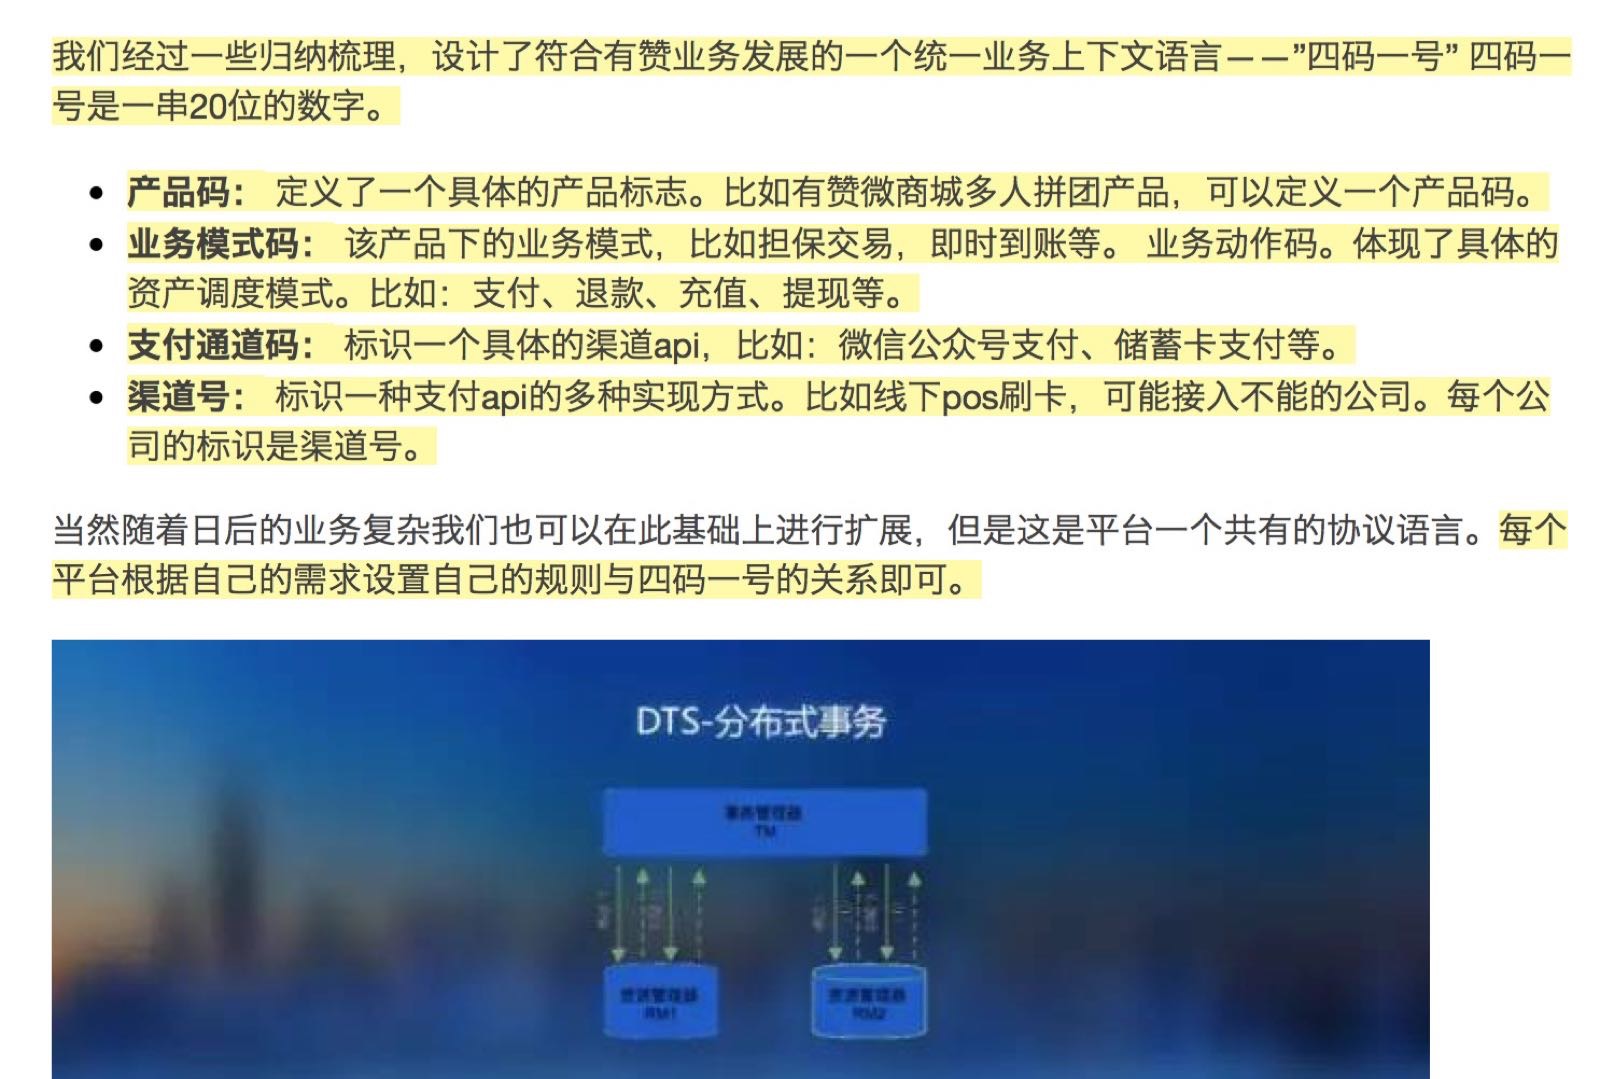 我们经过一些归纳梳理，设计了符合有赞业务发展的一个统一业务上下文语言——”四码一号” 四码一
号是一串20位的数字。
产品码： 定义了一个具体的产品标志。比如有赞微商城多人拼团产品，可以定义一个产品码。
业务模式码： 该产品下的业务模式，比如担保交易，即时到账等。 业务动作码。体现了具体的
资产调度模式。比如：支付、退款、充值、提现等。
支付通道码： 标识一个具体的渠道api，比如：微信公众号支付、储蓄卡支付等。
渠道号： 标识一种支付api的多种实现方式。比如线下pos刷卡，可能接入不能的公司。每个公
司的标识是渠道号。
当然随着日后的业务复杂我们也可以在此基础上进行扩展，但是这是平台一个共有的协议语言。每个
平台根据自己的需求设置自己的规则与四码一号的关系即可。
DTS-分布式事务
事务管理器
TM
资源管理器
RM1
资源管理器
RM2